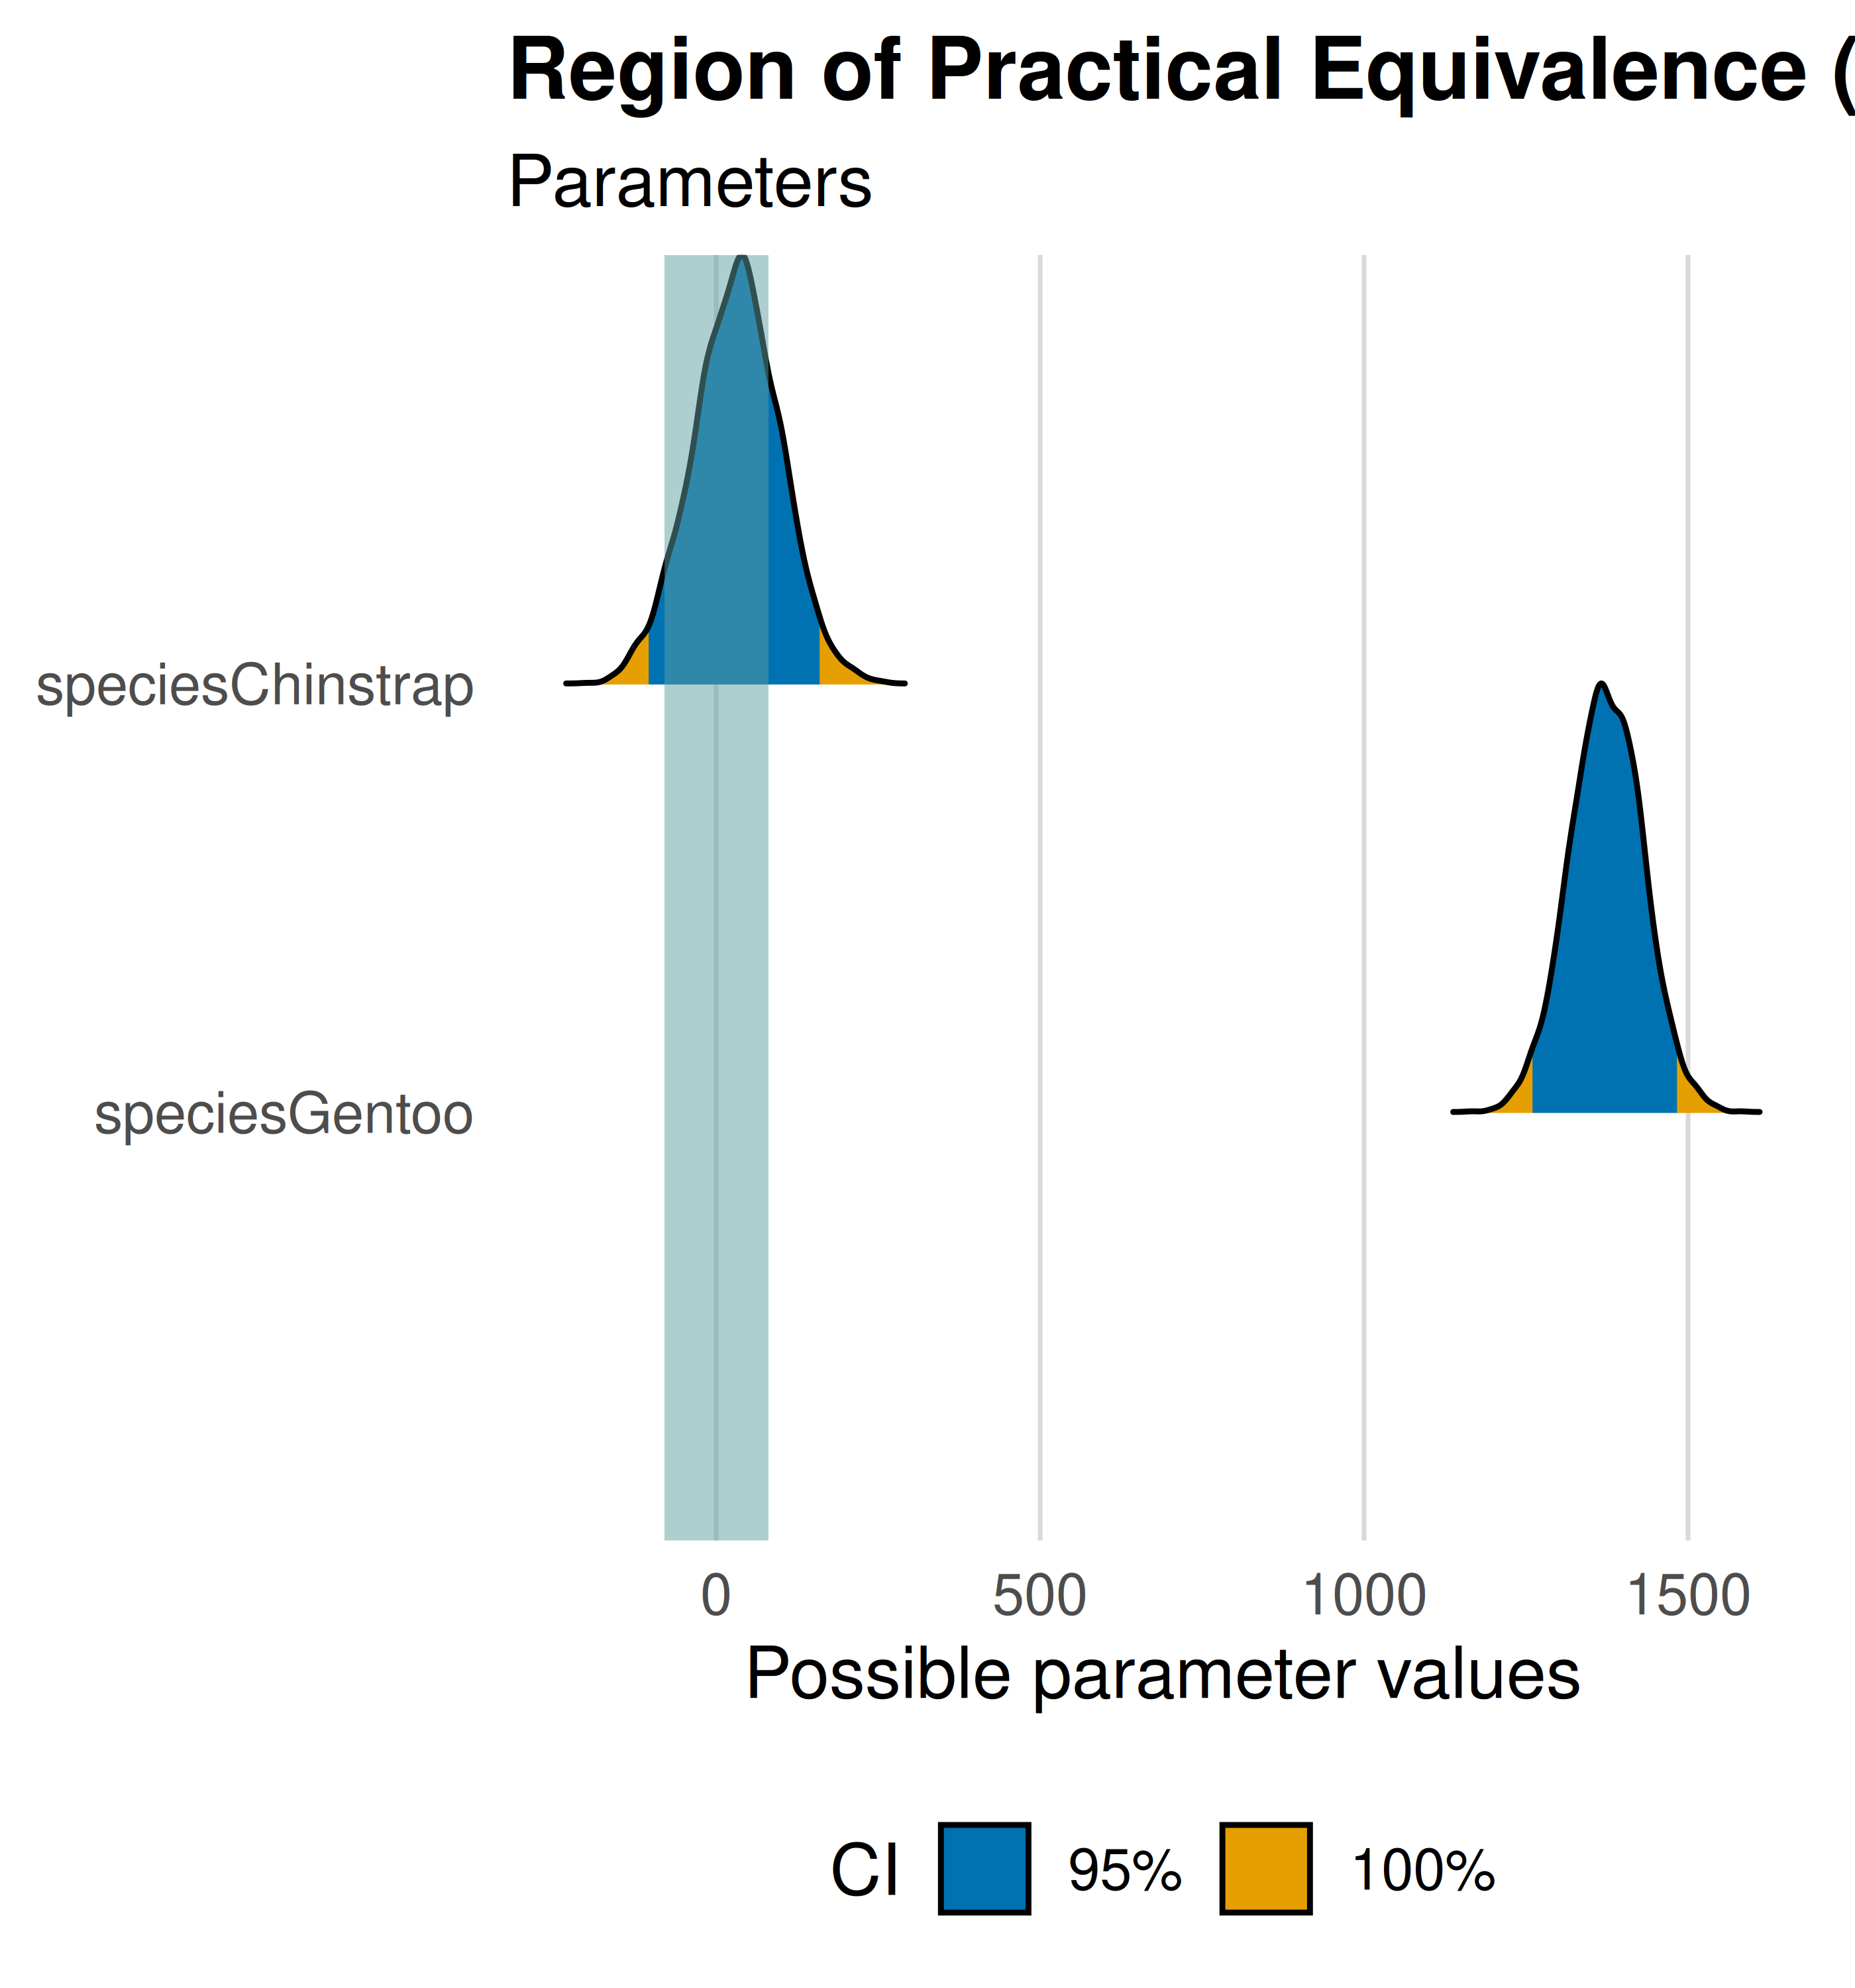 Region of Practical Equivalence (
Parameters
speciesChinstrap
speciesGentoo
0 500 1000 1500
Possible parameter values
CI 95% 100%